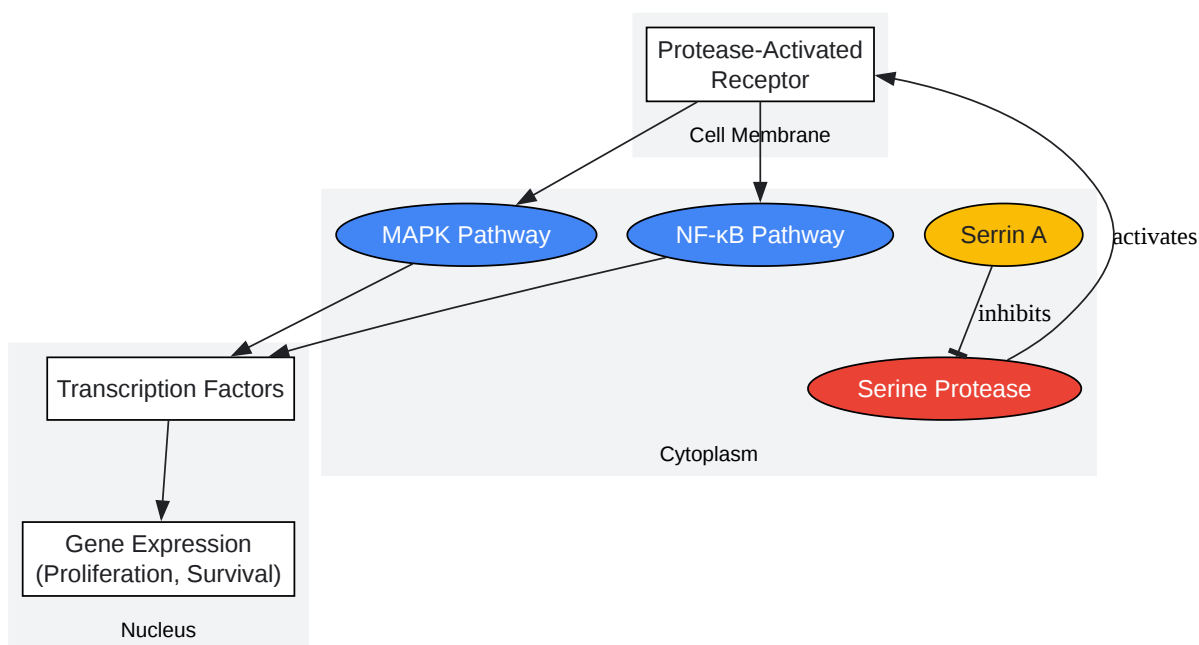 Protease-Activated
Receptor
Cell Membrane
MAPK Pathway
NF-κB Pathway
Serrin A
activates
inhibits
Transcription Factors
Serine Protease
Cytoplasm
Gene Expression
(Proliferation, Survival)
Nucleus